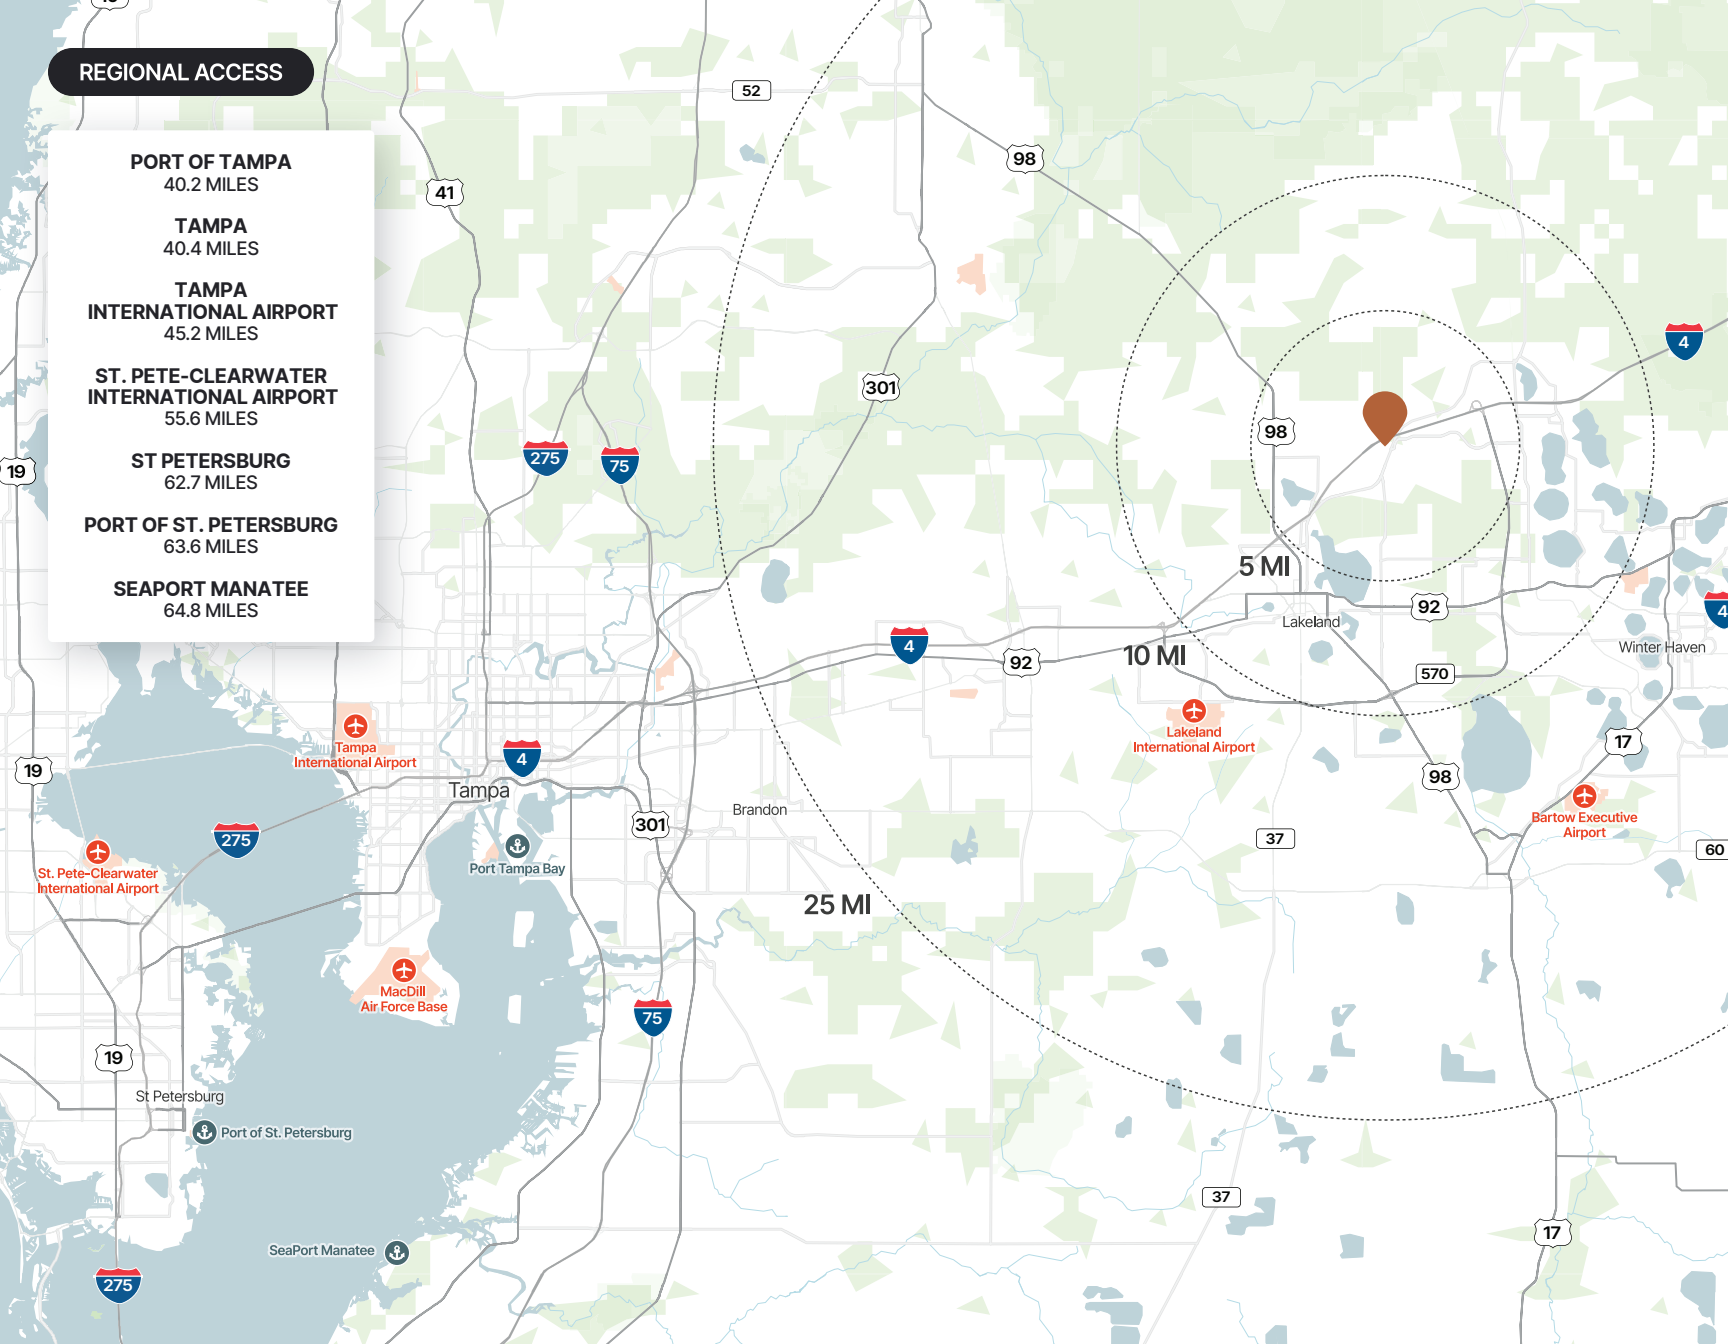 REGIONAL ACCESS
PORT OF TAMPA
40.2 MILES
TAMPA
40.4 MILES
TAMPA
INTERNATIONAL AIRPORT
45.2 MILES
ST. PETE-CLEARWATER
INTERNATIONAL AIRPORT
55.6 MILES
ST PETERSBURG
62.7 MILES
PORT OF ST. PETERSBURG
63.6 MILES
SEAPORT MANATEE
64.8 MILES
52
98
41
4
301
98
275
75
19
5 MI
92
4
Lakeland
4
92
10 MI
Winter Haven
570
Lakeland
International Airport
Tampa
International Airport
17
4
19
98
Tampa
Brandon
Bartow Executive
Airport
301
275
37
60
Port Tampa Bay
St. Pete-Clearwater
International Airport
25 MI
MacDill
Air Force Base
75
19
St Petersburg
Port of St. Petersburg
37
17
SeaPort Manatee
275